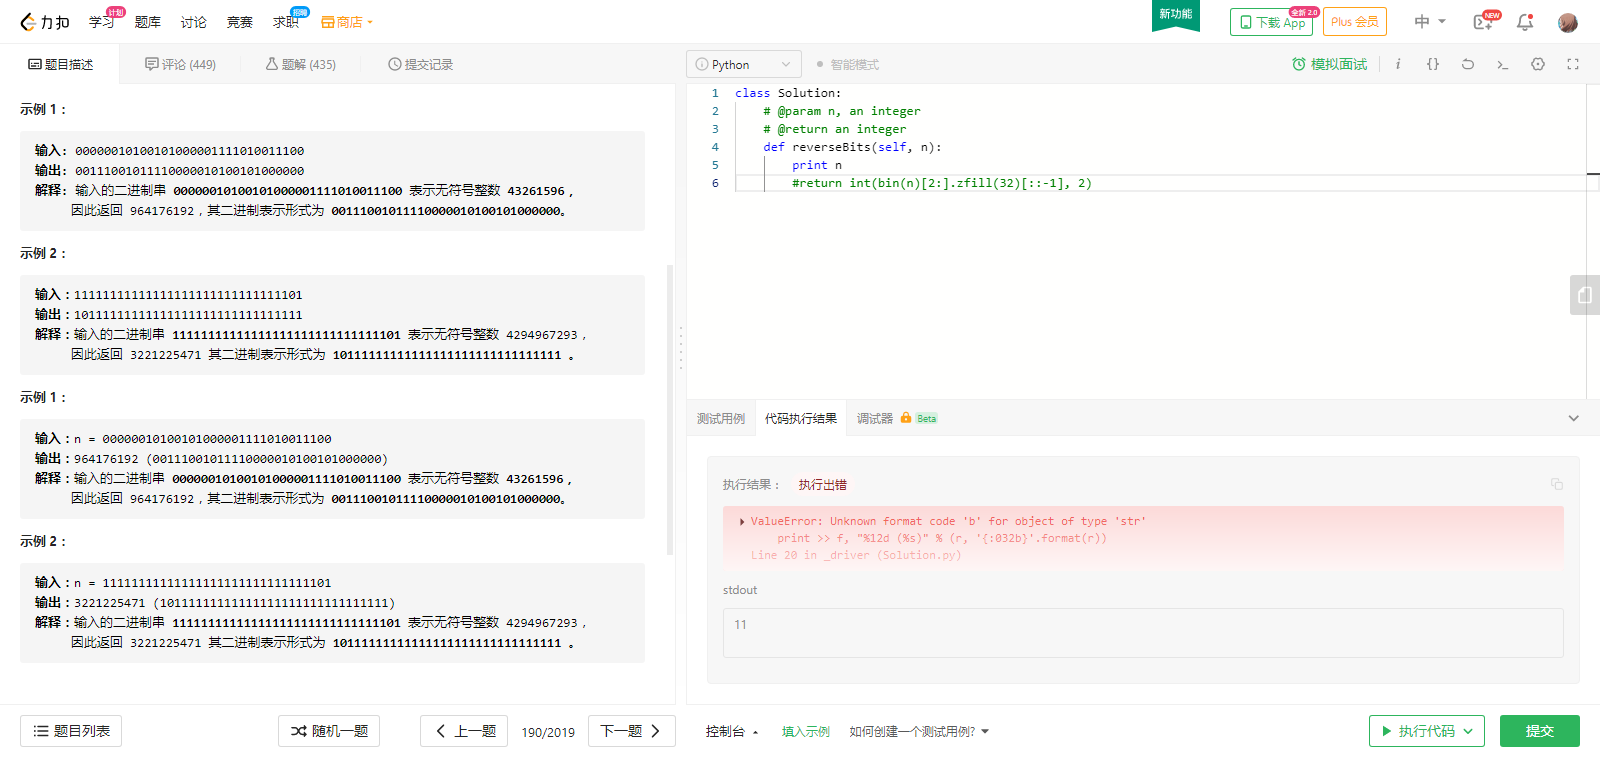 力扣 学习 计划 题库 讨论 竞赛 求职 招聘 商店 新功能 下载 App 全新 2.0 Plus 会员 中 NEW
题目描述 评论 (449) 题解 (435) 提交记录 Python 智能模式 模拟面试
示例 1：
输入: 00000010100101000001111010011100
输出: 00111001011110000010100101000000
解释: 输入的二进制串 00000010100101000001111010011100 表示无符号整数 43261596，
因此返回 964176192，其二进制表示形式为 00111001011110000010100101000000。
示例 2：
输入：11111111111111111111111111111101
输出：10111111111111111111111111111111
解释：输入的二进制串 11111111111111111111111111111101 表示无符号整数 4294967293，
因此返回 3221225471 其二进制表示形式为 10111111111111111111111111111111 。
示例 1：
输入：n = 00000010100101000001111010011100
输出：964176192 (00111001011110000010100101000000)
解释：输入的二进制串 00000010100101000001111010011100 表示无符号整数 43261596，
因此返回 964176192，其二进制表示形式为 00111001011110000010100101000000。
示例 2：
输入：n = 11111111111111111111111111111101
输出：3221225471 (10111111111111111111111111111111)
解释：输入的二进制串 11111111111111111111111111111101 表示无符号整数 4294967293，
因此返回 3221225471 其二进制表示形式为 10111111111111111111111111111111 。
1 class Solution:
2 # @param n, an integer
3 # @return an integer
4 def reverseBits(self, n):
5 print n
6 #return int(bin(n)[2:].zfill(32)[::-1], 2)
测试用例 代码执行结果 调试器 Beta
执行结果： 执行出错
ValueError: Unknown format code 'b' for object of type 'str'
print >> f, "%12d (%s)" % (r, '{:032b}'.format(r))
Line 20 in _driver (Solution.py)
stdout
11
题目列表 随机一题 上一题 190/2019 下一题 控制台 填入示例 如何创建一个测试用例? 执行代码 提交